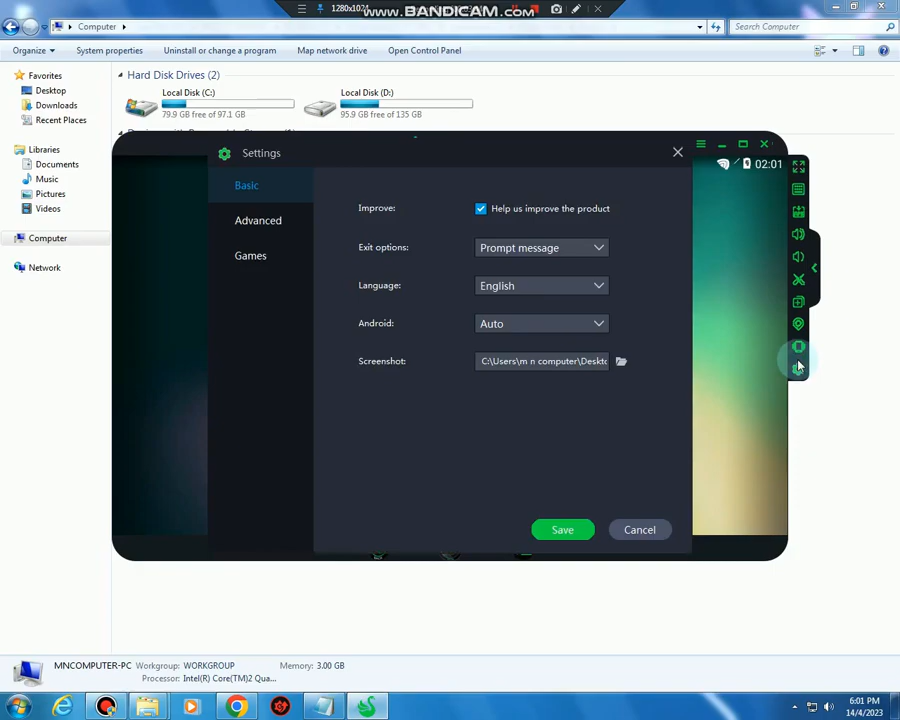 1280x1024
www.BANDICAM.com
Computer
Search Computer
Organize
System properties
Uninstall or change a program
Map network drive
Open Control Panel
Favorites
Desktop
Downloads
Recent Places
Libraries
Documents
Music
Pictures
Videos
Computer
Network
Hard Disk Drives (2)
Local Disk (C:)
79.9 GB free of 97.1 GB
Local Disk (D:)
95.9 GB free of 135 GB
02:01
Settings
Basic
Advanced
Games
Improve:
Help us improve the product
Exit options:
Prompt message
Language:
English
Android:
Auto
Screenshot:
C:\Users\m n computer\Deskto
Save
Cancel
MNCOMPUTER-PC
Workgroup: WORKGROUP
Memory: 3.00 GB
Processor: Intel(R) Core(TM)2 Qua...
6:01 PM
14/4/2023